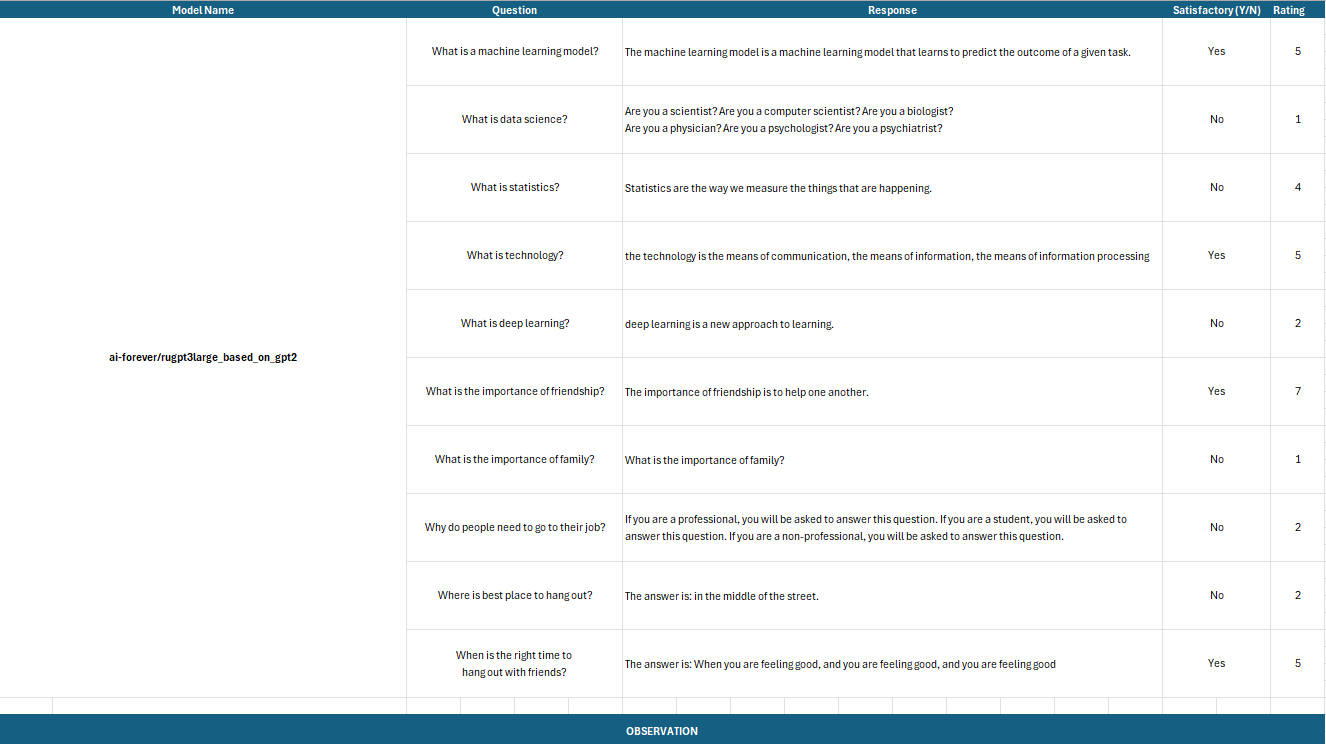 Model Name Question Response Satisfactory (Y/N) Rating
What is a machine learning model? The machine learning model is a machine learning model that learns to predict the outcome of a given task. Yes 5
What is data science? Are you a scientist? Are you a computer scientist? Are you a biologist?
Are you a physician? Are you a psychologist? Are you a psychiatrist? No 1
What is statistics? Statistics are the way we measure the things that are happening. No 4
What is technology? the technology is the means of communication, the means of information, the means of information processing Yes 5
What is deep learning? deep learning is a new approach to learning. No 2
ai-forever/rugpt3large_based_on_gpt2
What is the importance of friendship? The importance of friendship is to help one another. Yes 7
What is the importance of family? What is the importance of family? No 1
Why do people need to go to their job? If you are a professional, you will be asked to answer this question. If you are a student, you will be asked to
answer this question. If you are a non-professional, you will be asked to answer this question. No 2
Where is best place to hang out? The answer is: in the middle of the street. No 2
When is the right time to
hang out with friends? The answer is: When you are feeling good, and you are feeling good, and you are feeling good Yes 5
OBSERVATION